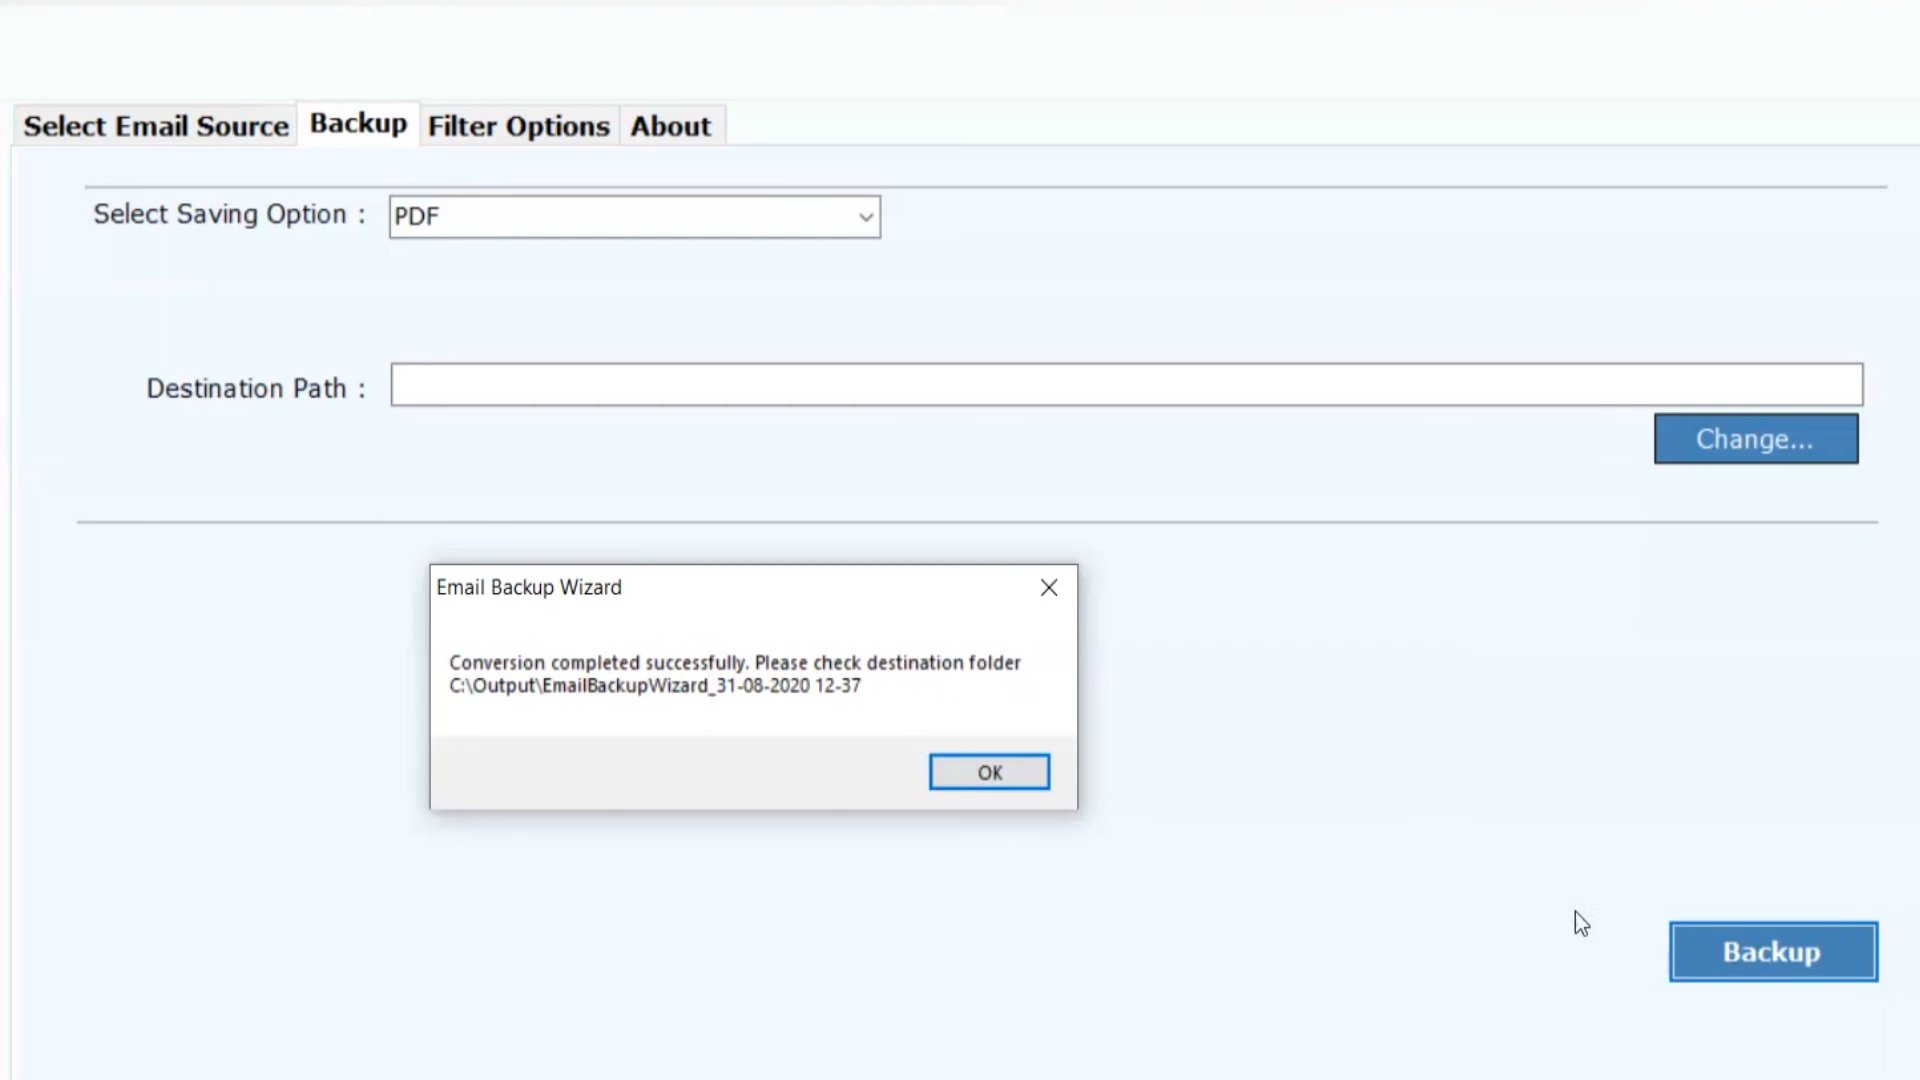 Select Email Source Backup Filter Options About
Select Saving Option : PDF
Destination Path :
Change...
Email Backup Wizard
Conversion completed successfully. Please check destination folder
C:\Output\EmailBackupWizard_31-08-2020 12-37
OK
Backup